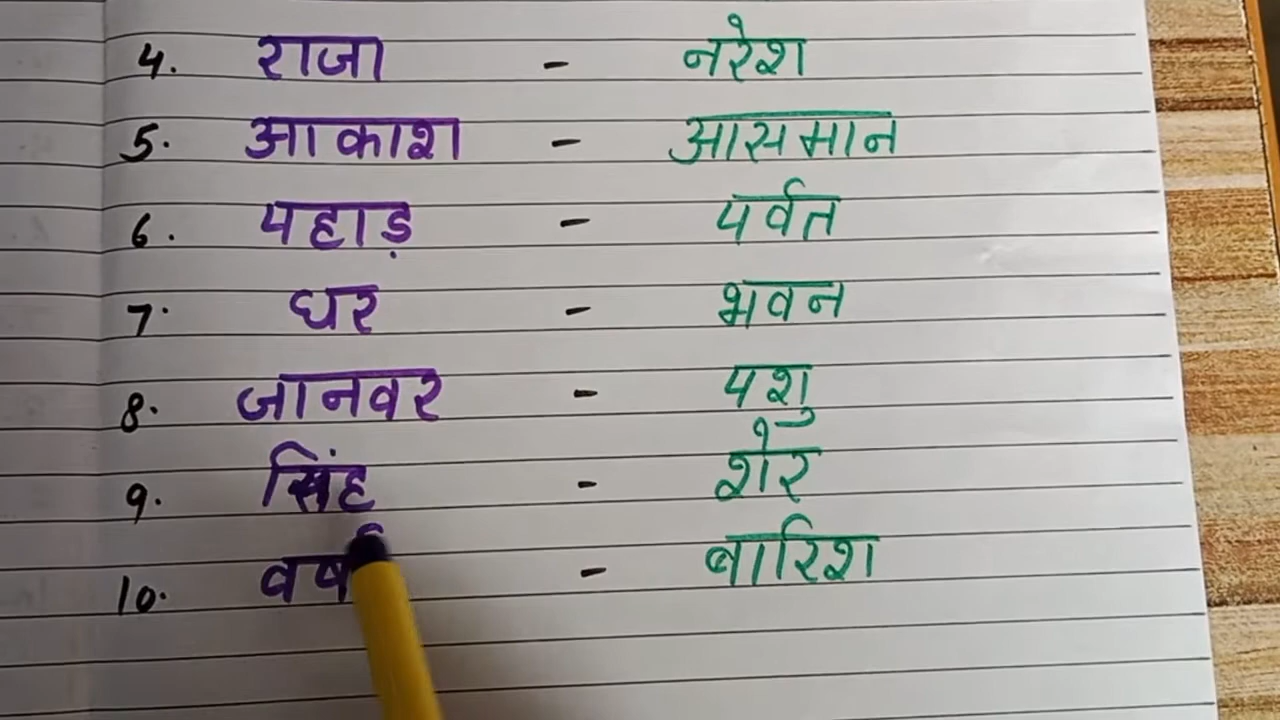 4. राजा - नरेश
5. आकाश - आसमान
6. पहाड़ - पर्वत
7. घर - भवन
8. जानवर - पशु
9. सिंह - शेर
10. - बारिश